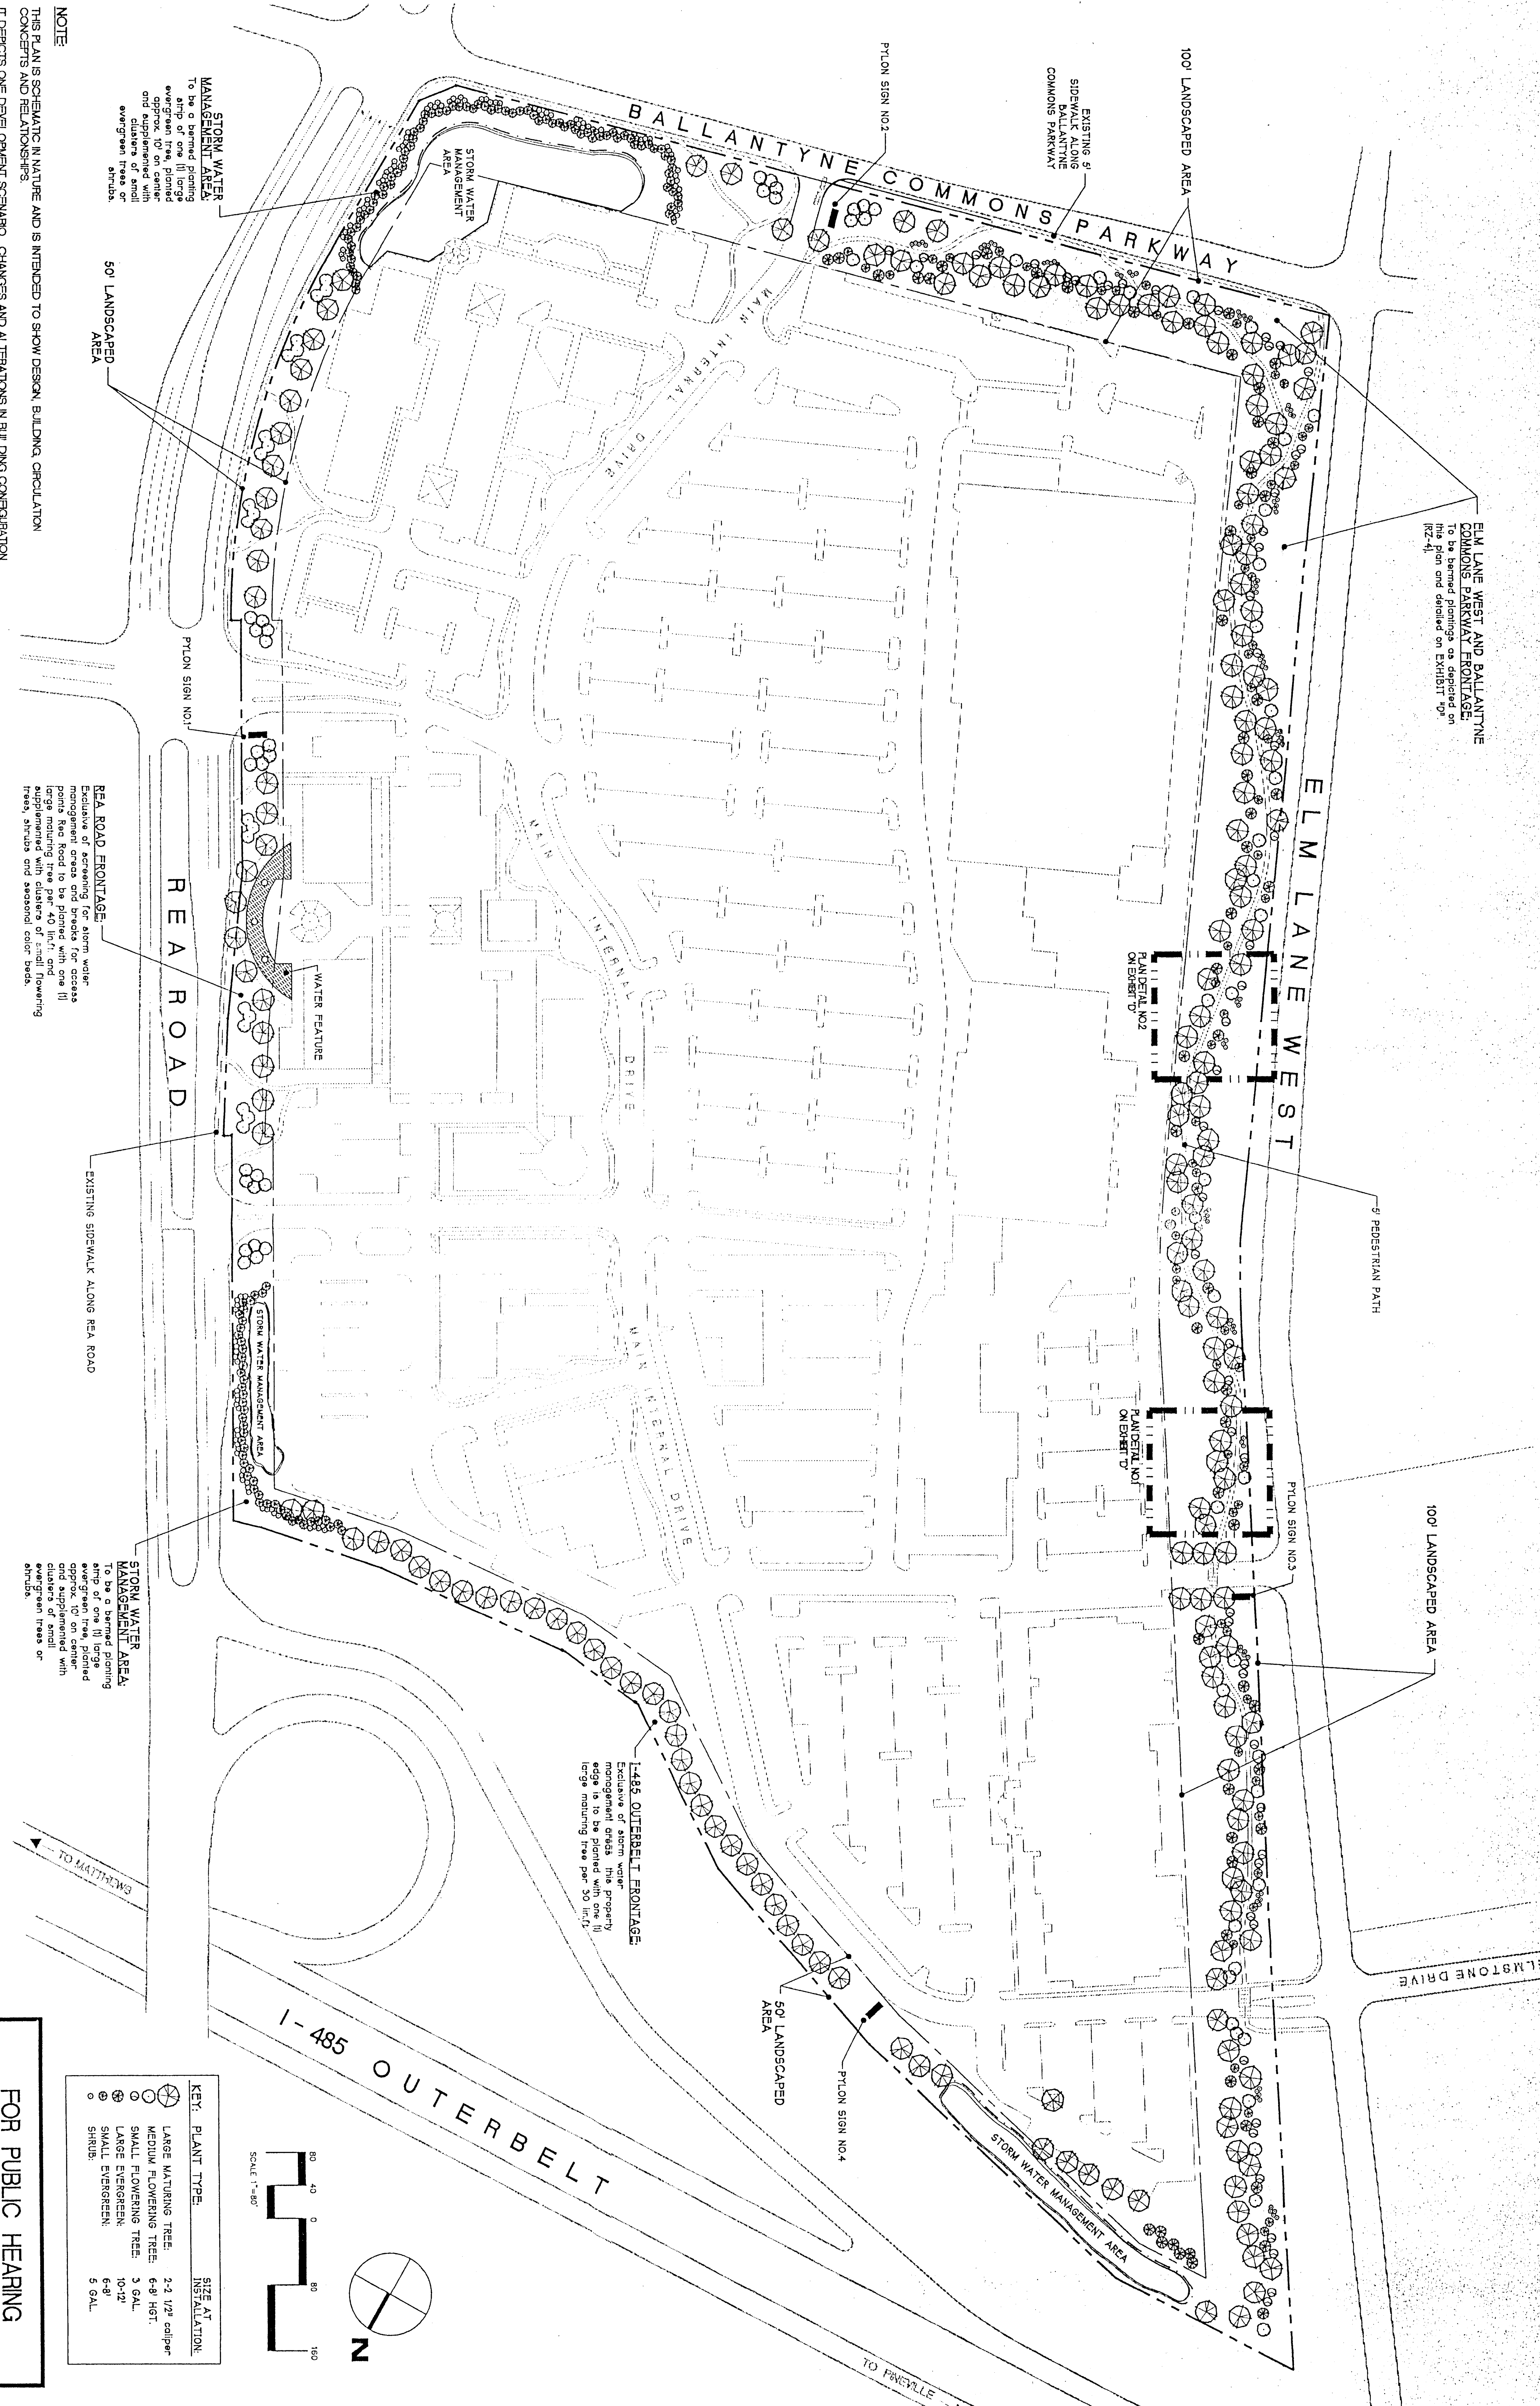 ELM LANE WEST AND BALLANTYNE
COMMONS PARKWAY FRONTAGE:
To be bermed plantings as depicted on
this plan and detailed on EXHIBIT "D"
(RZ-4).
100' LANDSCAPED AREA
EXISTING 5'
SIDEWALK ALONG
BALLANTYNE
COMMONS PARKWAY
PYLON SIGN NO.2
BALLANTYNE COMMONS PARKWAY
ELM LANE WEST
5' PEDESTRIAN PATH
PYLON SIGN NO.3
100' LANDSCAPED AREA
ELMSTONE DRIVE
PLAN DETAIL NO.2
ON EXHIBIT "D"
PLAN DETAIL NO.1
ON EXHIBIT "D"
STORM WATER
MANAGEMENT
AREA
MAIN INTERNAL DRIVE
MAIN INTERNAL DRIVE
MAIN INTERNAL DRIVE
WATER FEATURE
STORM WATER MANAGEMENT AREA
STORM WATER MANAGEMENT AREA
STORM WATER
MANAGEMENT AREA:
To be a bermed planting
strip of one (1) large
evergreen tree, planted
approx. 10' on center
and supplemented with
clusters of small
evergreen trees or
shrubs.
50' LANDSCAPED
AREA
PYLON SIGN NO.1
REA ROAD FRONTAGE:
Exclusive of screening for storm water
management areas and breaks for access
points Rea Road to be planted with one (1)
large maturing tree per 40 lin.ft. and
supplemented with clusters of small flowering
trees, shrubs and seasonal color beds.
REA ROAD
EXISTING SIDEWALK ALONG REA ROAD
STORM WATER
MANAGEMENT AREA:
To be a bermed planting
strip of one (1) large
evergreen tree, planted
approx. 10' on center
and supplemented with
clusters of small
evergreen trees or
shrubs.
I-485 OUTERBELT FRONTAGE:
Exclusive of storm water
management areas this property
edge is to be planted with one (1)
large maturing tree per 30 lin.ft.
50' LANDSCAPED
AREA
PYLON SIGN NO.4
I-485 OUTERBELT
TO MATTHEWS
TO PINEVILLE
80 40 0 80 160
SCALE 1"=80'
N
KEY: PLANT TYPE: SIZE AT INSTALLATION:
LARGE MATURING TREE: 2-2 1/2" caliper
MEDIUM FLOWERING TREE: 6-8' HGT.
SMALL FLOWERING TREE: 3 GAL.
LARGE EVERGREEN: 10-12'
SMALL EVERGREEN: 6-8'
SHRUB: 5 GAL.
NOTE:
THIS PLAN IS SCHEMATIC IN NATURE AND IS INTENDED TO SHOW DESIGN, BUILDING, CIRCULATION
CONCEPTS AND RELATIONSHIPS.
IT DEPICTS ONE DEVELOPMENT SCENARIO. CHANGES AND ALTERATIONS IN BUILDING CONFIGURATION
FOR PUBLIC HEARING